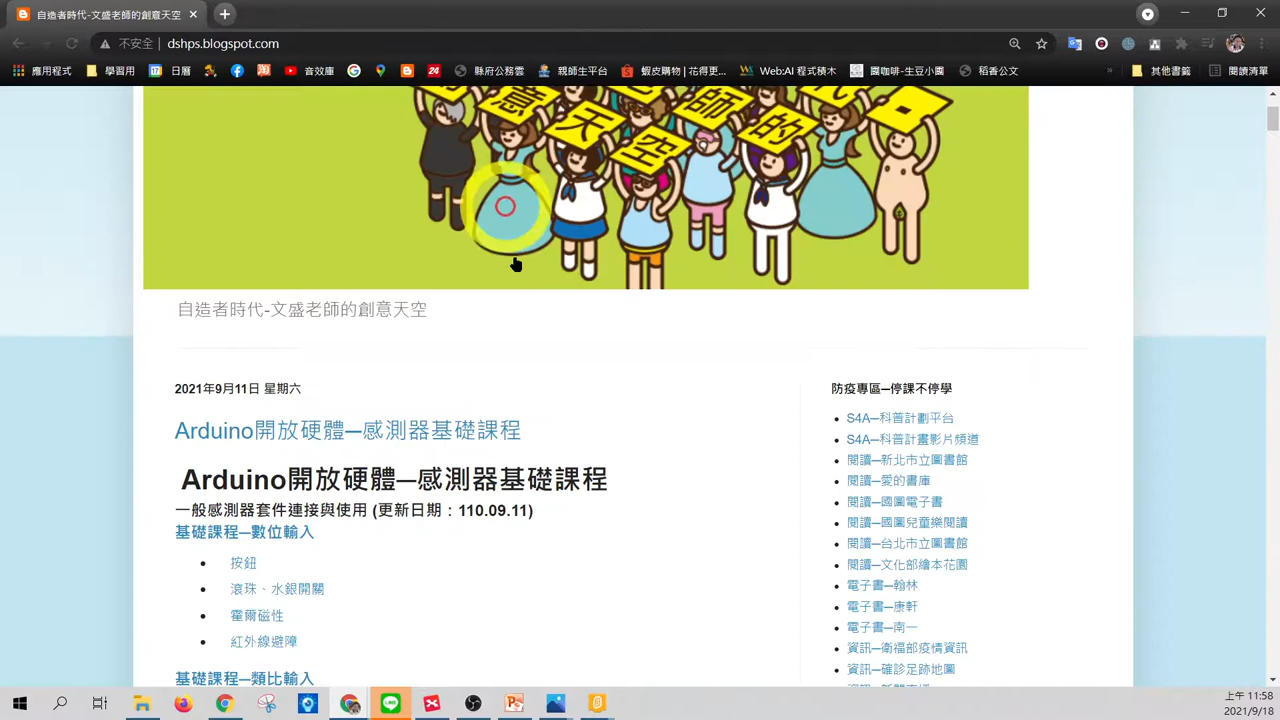 自造者時代-文盛老師的創意天空
不安全 dshps.blogspot.com
應用程式 學習用 日曆 音效庫 縣府公務雲 親師生平台 蝦皮購物 | 花得更... Web:AI 程式積木 國咖啡-生豆小園 稻香公文 » 其他書籤 閱讀清單
意 天 空 師 的
自造者時代-文盛老師的創意天空
2021年9月11日 星期六
Arduino開放硬體—感測器基礎課程
Arduino開放硬體—感測器基礎課程
一般感測器套件連接與使用 (更新日期：110.09.11)
基礎課程—數位輸入
按鈕
滾珠、水銀開關
霍爾磁性
紅外線避障
基礎課程—類比輸入
防疫專區—停課不停學
S4A—科普計劃平台
S4A—科普計畫影片頻道
閱讀—新北市立圖書館
閱讀—愛的書庫
閱讀—國圖電子書
閱讀—國圖兒童樂閱讀
閱讀—台北市立圖書館
閱讀—文化部繪本花園
電子書—翰林
電子書—康軒
電子書—南一
資訊—衛福部疫情資訊
資訊—確診足跡地圖
上午 11:58
2021/9/18